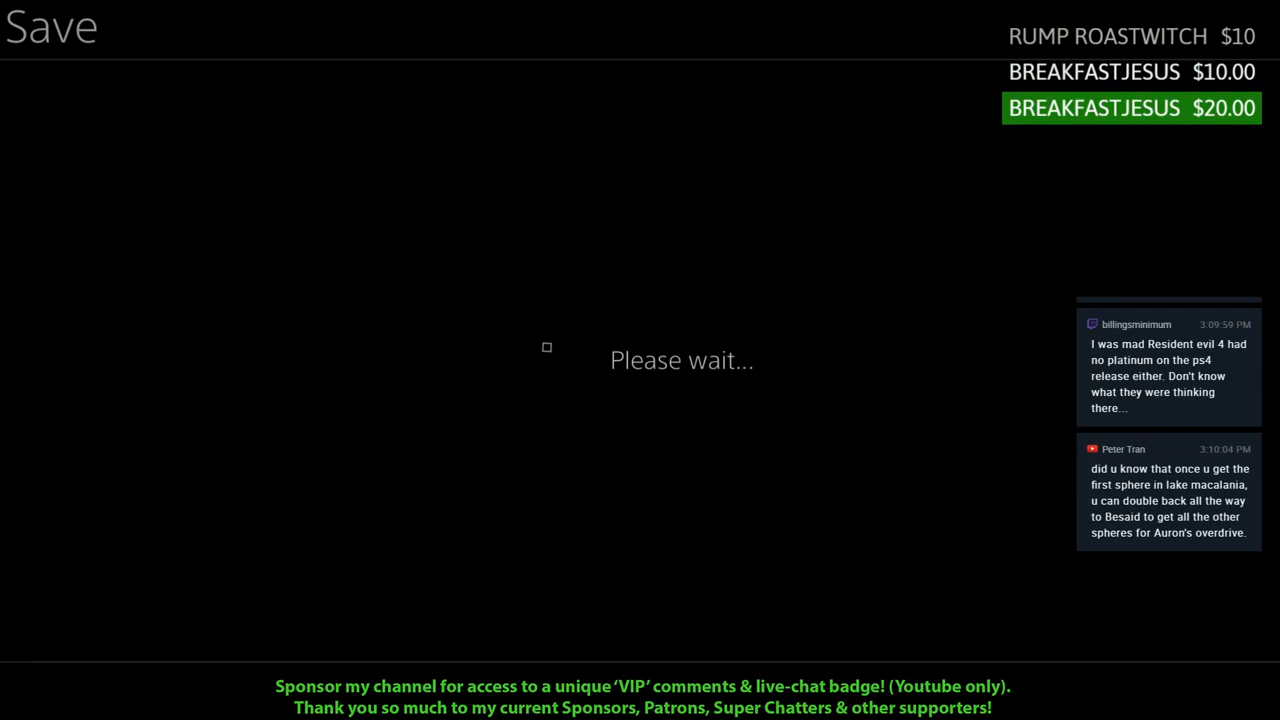 Save
RUMP ROASTWITCH $10
BREAKFASTJESUS $10.00
BREAKFASTJESUS $20.00
billingsminimum 3:09:59 PM
I was mad Resident evil 4 had
no platinum on the ps4
release either. Don't know
what they were thinking
there...
Please wait...
Peter Tran 3:10:04 PM
did u know that once u get the
first sphere in lake macalania,
u can double back all the way
to Besaid to get all the other
spheres for Auron's overdrive.
Sponsor my channel for access to a unique ‘VIP’ comments & live-chat badge! (Youtube only).
Thank you so much to my current Sponsors, Patrons, Super Chatters & other supporters!